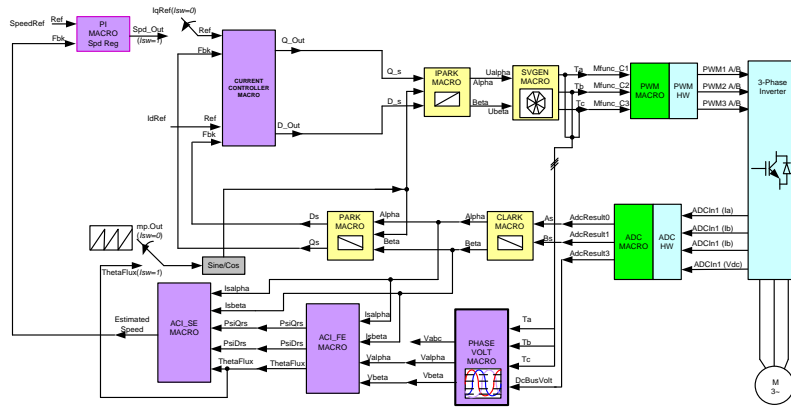 SpeedRef
Ref
Fbk
PI
MACRO
Spd Reg
Spd_Out
(Isw=1)
IqRef(Isw=0)
Ref
Fbk
CURRENT
CONTROLLER
MACRO
Q_Out
Q_s
D_s
D_Out
IdRef
Ref
Fbk
IPARK
MACRO
Ualpha
Alpha
Beta
Ubeta
SVGEN
MACRO
Ta
Tb
Tc
Mfunc_C1
Mfunc_C2
Mfunc_C3
PWM
MACRO
PWM
HW
PWM1 A/B
PWM2 A/B
PWM3 A/B
3-Phase
Inverter
mp.Out
(Isw=0)
ThetaFlux(Isw=1)
Sine/Cos
Ds
Qs
PARK
MACRO
Alpha
Beta
Alpha
Beta
CLARK
MACRO
As
Bs
AdcResult0
AdcResult1
AdcResult3
ADC
MACRO
ADC
HW
ADCIn1 (Ia)
ADCIn1 (Ib)
ADCIn1 (Ib)
ADCIn1 (Vdc)
Estimated
Speed
ACI_SE
MACRO
Isalpha
Isbeta
PsiQrs
PsiDrs
ThetaFlux
PsiQrs
PsiDrs
ThetaFlux
ACI_FE
MACRO
Isalpha
Isbeta
Valpha
Vbeta
Vabc
Valpha
Vbeta
PHASE
VOLT
MACRO
Ta
Tb
Tc
DcBusVolt
M
3~